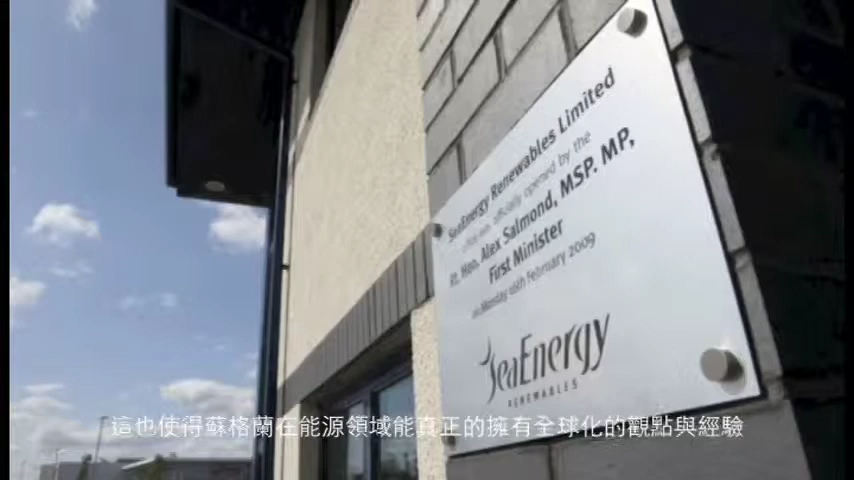 SeaEnergy Renewables Limited
officially opened by the
Rt. Hon. Alex Salmond, MSP. MP,
First Minister
on Monday 16th February 2009
SeaEnergy
RENEWABLES
這也使得蘇格蘭在能源領域能真正的擁有全球化的觀點與經驗